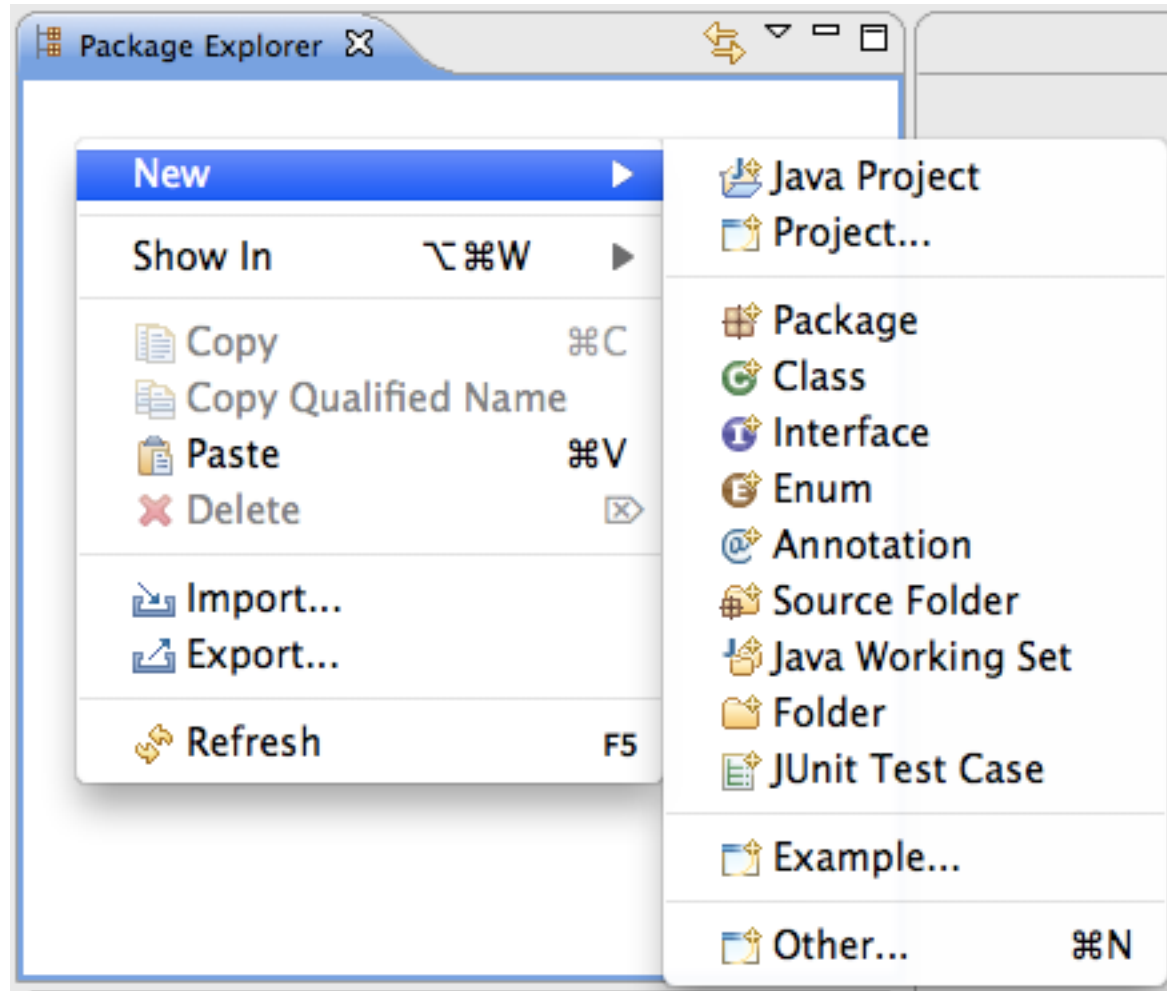 Package Explorer
New
Show In ⌥⌘W
Copy ⌘C
Copy Qualified Name
Paste ⌘V
Delete ⌦
Import...
Export...
Refresh F5
Java Project
Project...
Package
Class
Interface
Enum
Annotation
Source Folder
Java Working Set
Folder
JUnit Test Case
Example...
Other... ⌘N